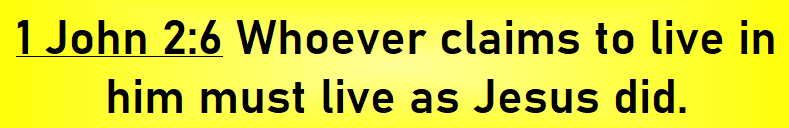 1 John 2:6 Whoever claims to live in
him must live as Jesus did.